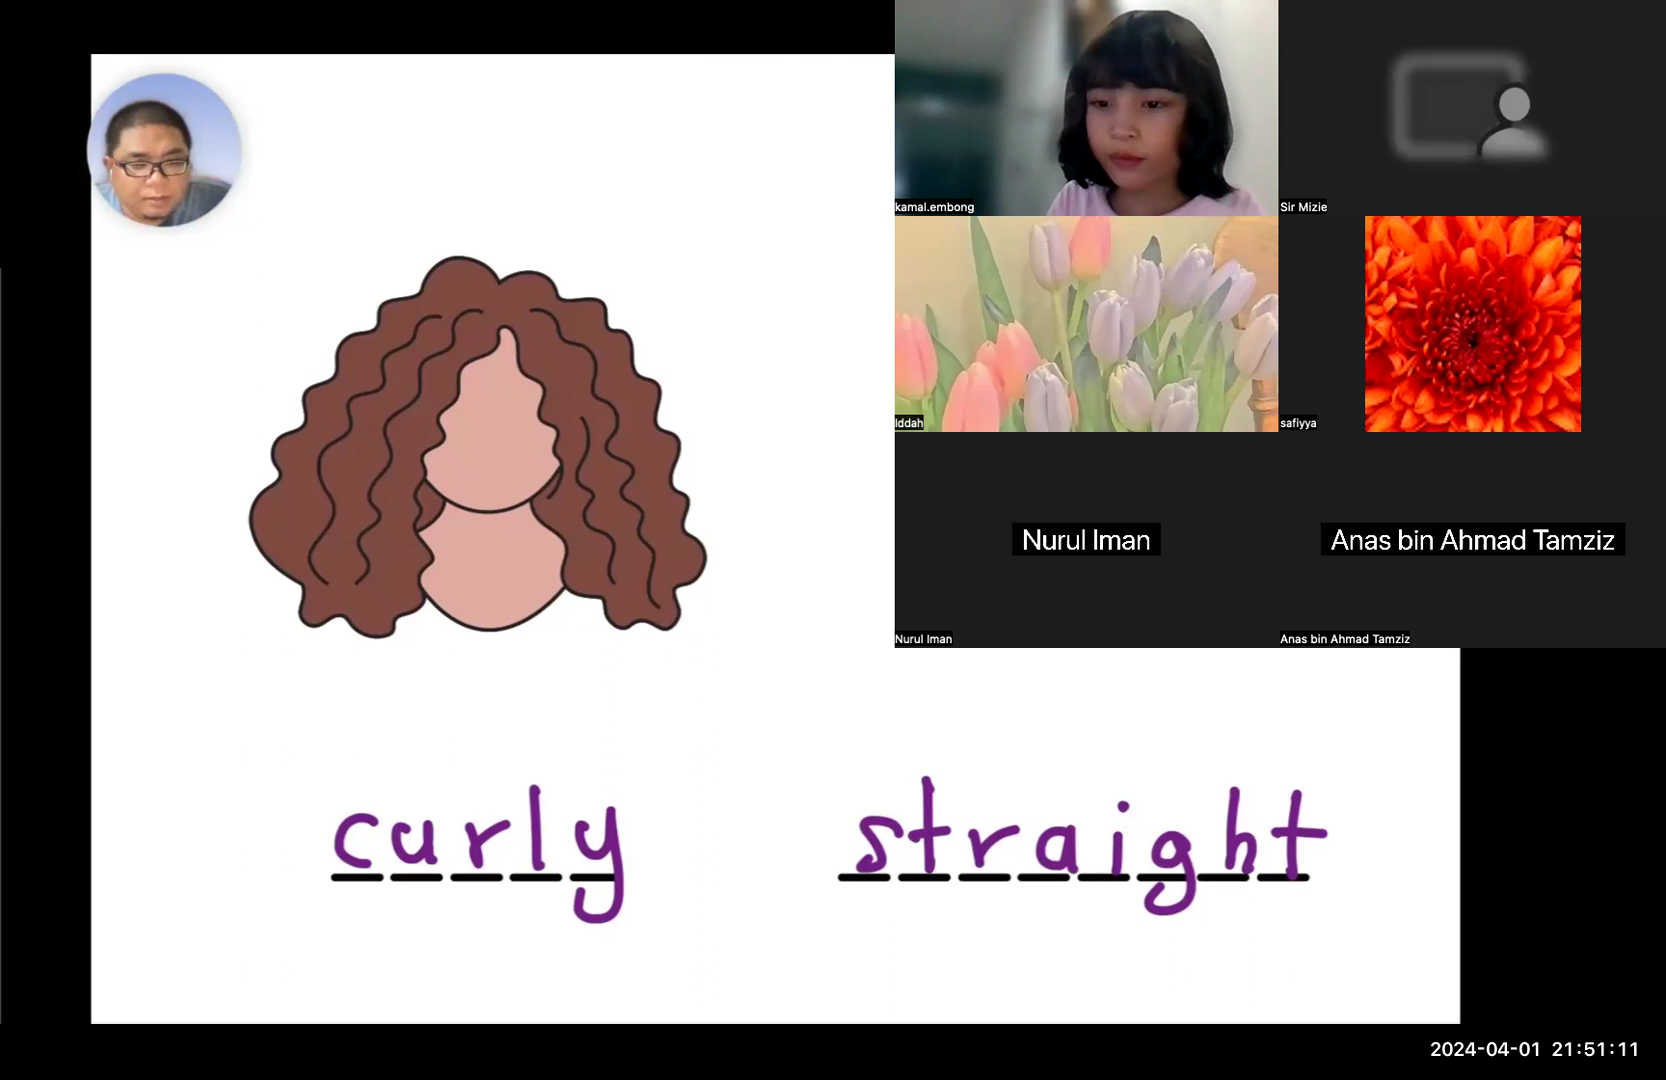 kamal.embong
Sir Mizie
Iddah
safiyya
Nurul Iman
Anas bin Ahmad Tamziz
Nurul Iman
Anas bin Ahmad Tamziz
curly straight
2024-04-01 21:51:11